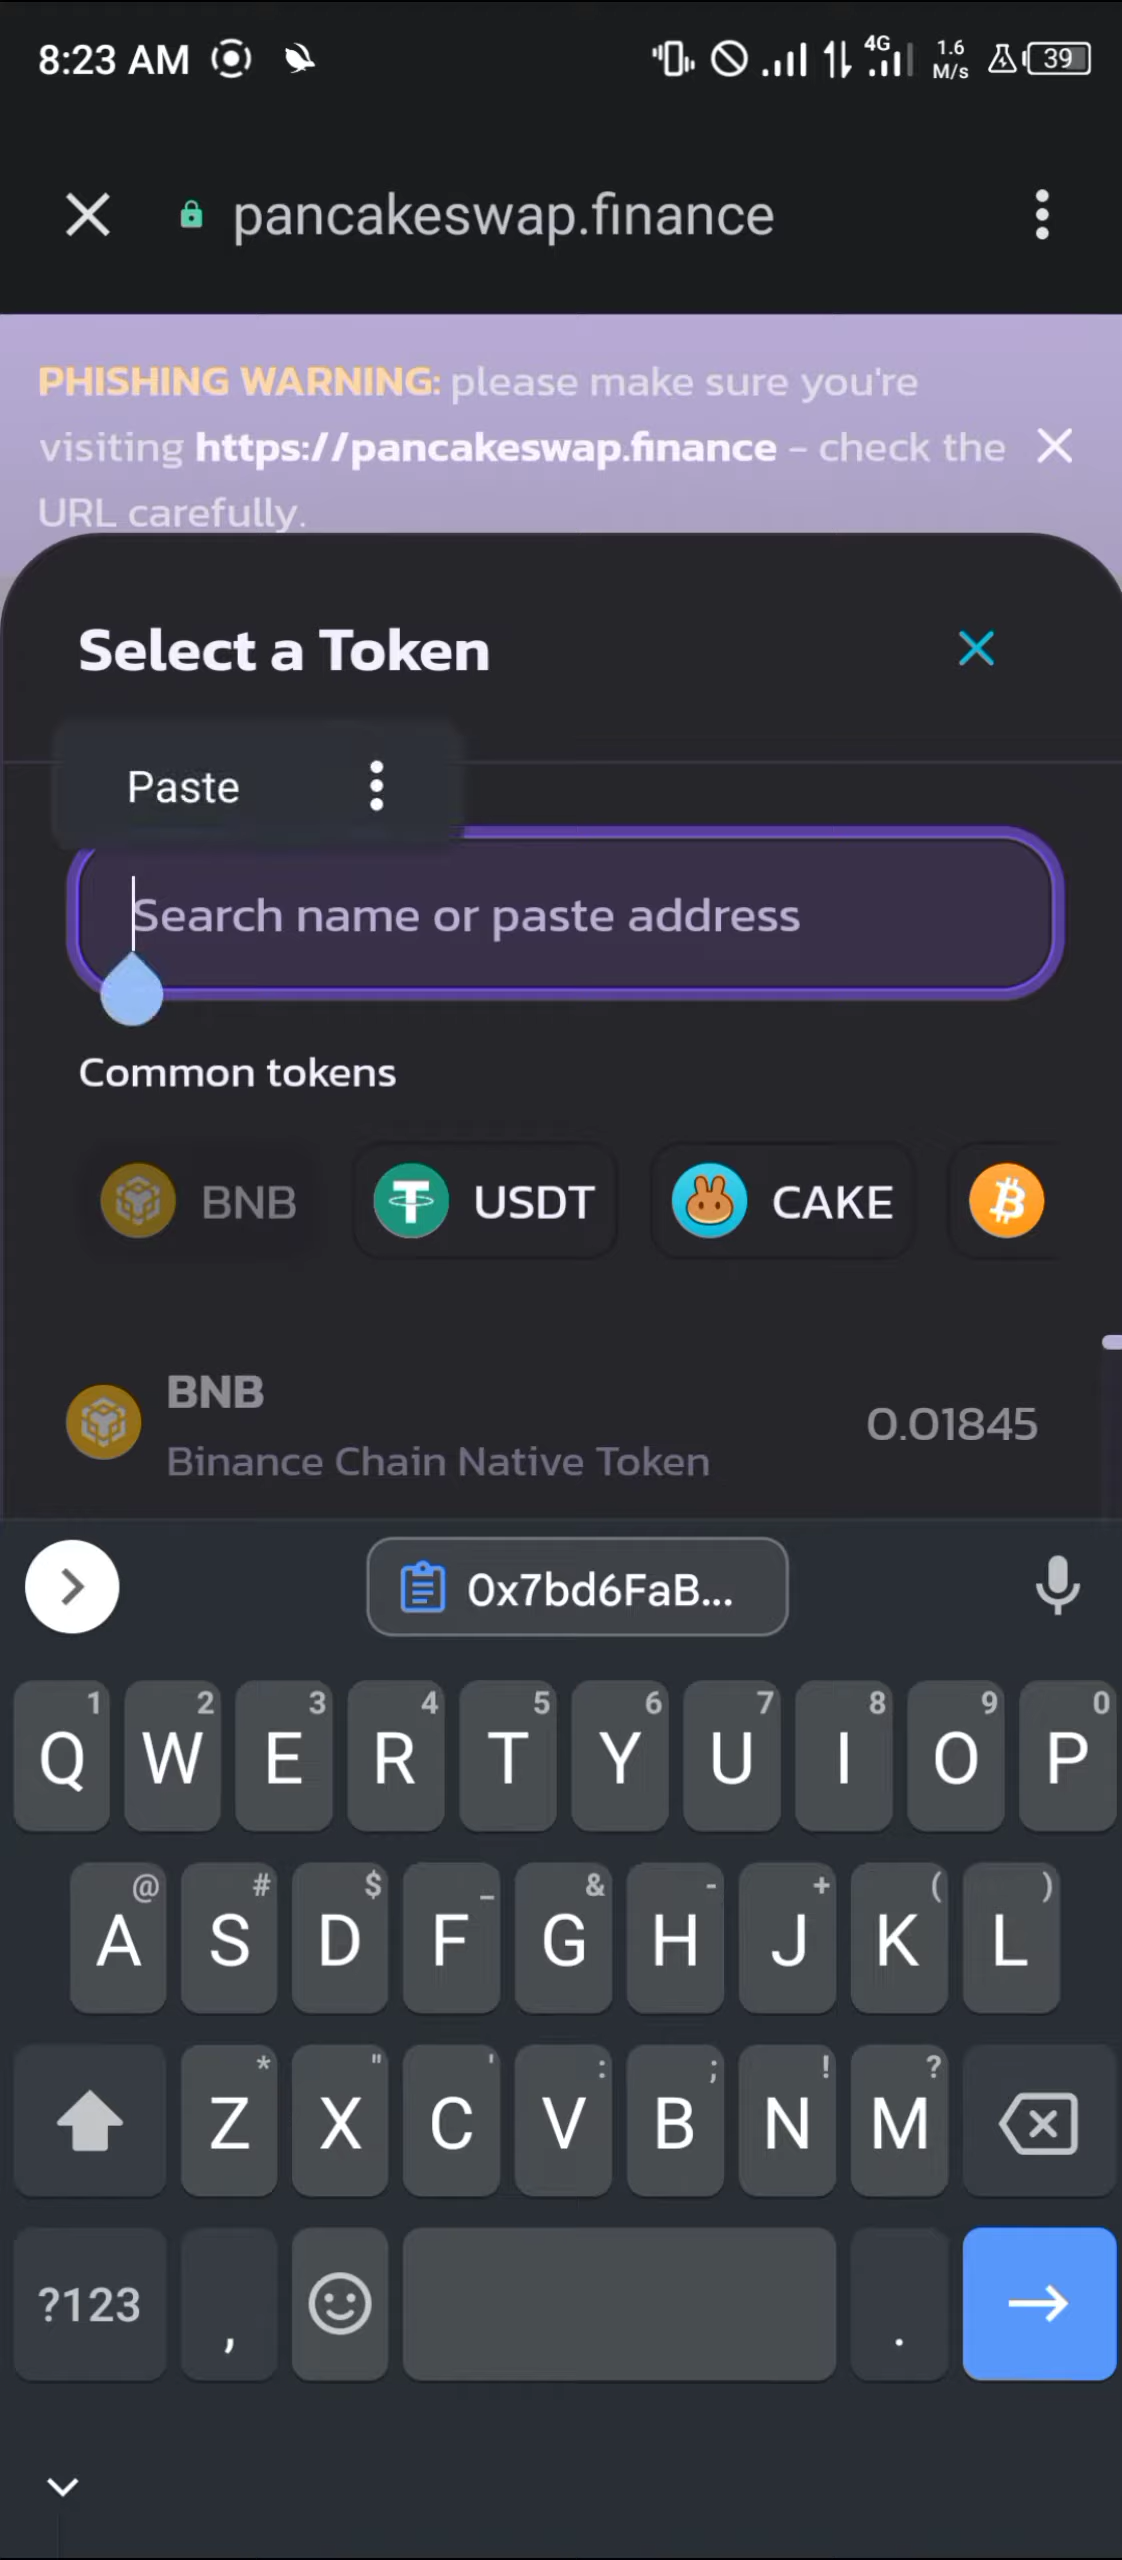 8:23 AM
4G
1.6
M/s
39
pancakeswap.finance
PHISHING WARNING: please make sure you're
visiting https://pancakeswap.finance - check the
URL carefully.
Select a Token
Paste
Search name or paste address
Common tokens
BNB USDT CAKE
BNB
Binance Chain Native Token
0.01845
0x7bd6FaB...
1 2 3 4 5 6 7 8 9 0
Q W E R T Y U I O P
@ # $ _ & - + ( )
A S D F G H J K L
* " ' : ; ! ?
Z X C V B N M
?123 , .